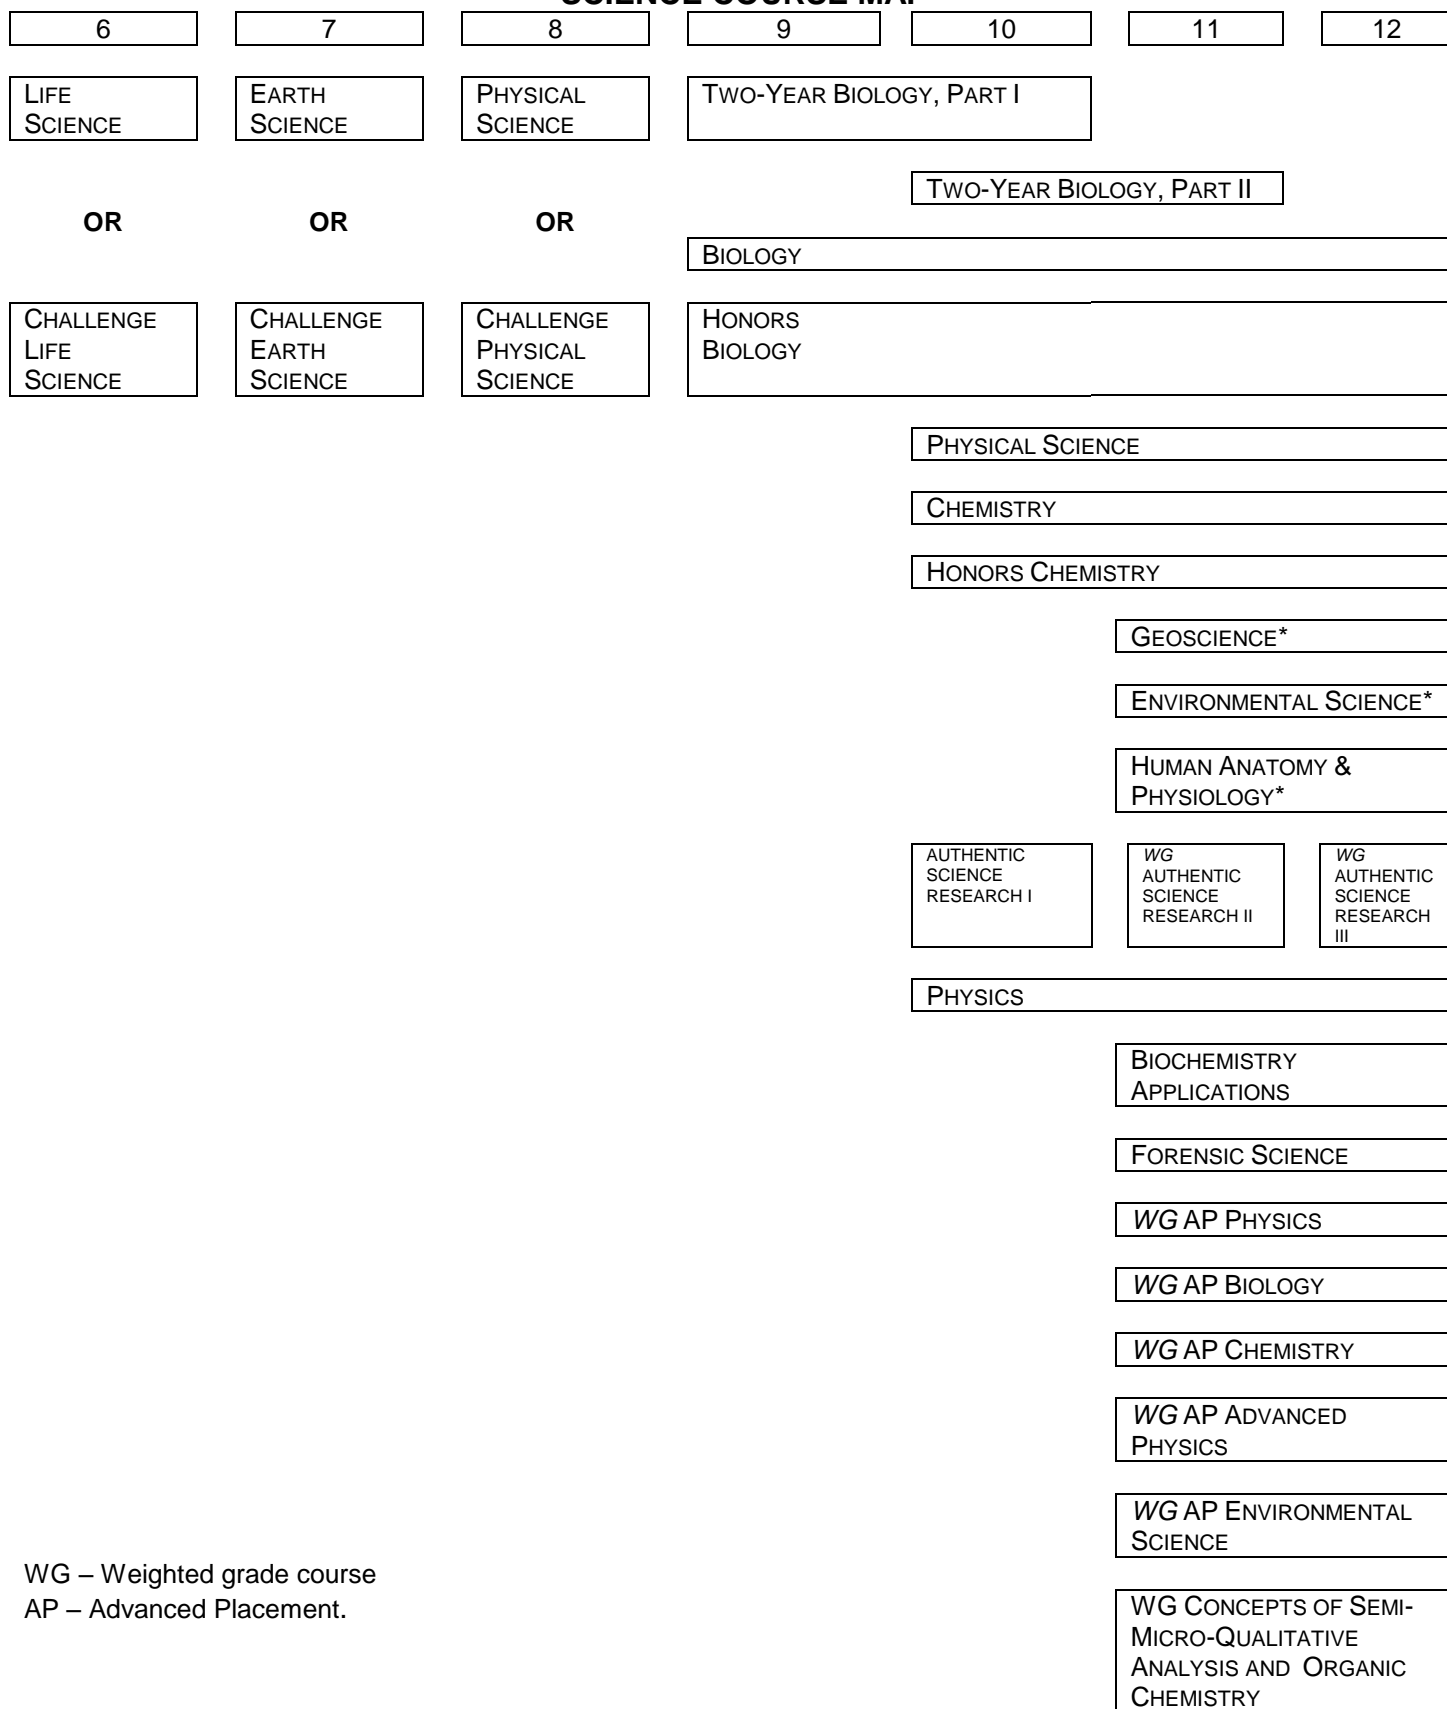 SCIENCE COURSE MAP
6 7 8 9 10 11 12
LIFE SCIENCE
EARTH SCIENCE
PHYSICAL SCIENCE
TWO-YEAR BIOLOGY, PART I
TWO-YEAR BIOLOGY, PART II
OR OR OR
BIOLOGY
CHALLENGE
LIFE
SCIENCE
CHALLENGE
EARTH
SCIENCE
CHALLENGE
PHYSICAL
SCIENCE
HONORS
BIOLOGY
PHYSICAL SCIENCE
CHEMISTRY
HONORS CHEMISTRY
GEOSCIENCE*
ENVIRONMENTAL SCIENCE*
HUMAN ANATOMY &
PHYSIOLOGY*
AUTHENTIC
SCIENCE
RESEARCH I
WG
AUTHENTIC
SCIENCE
RESEARCH II
WG
AUTHENTIC
SCIENCE
RESEARCH
III
PHYSICS
BIOCHEMISTRY
APPLICATIONS
FORENSIC SCIENCE
WG AP PHYSICS
WG AP BIOLOGY
WG AP CHEMISTRY
WG AP ADVANCED
PHYSICS
WG AP ENVIRONMENTAL
SCIENCE
WG – Weighted grade course
AP – Advanced Placement.
WG CONCEPTS OF SEMI-
MICRO-QUALITATIVE
ANALYSIS AND ORGANIC
CHEMISTRY